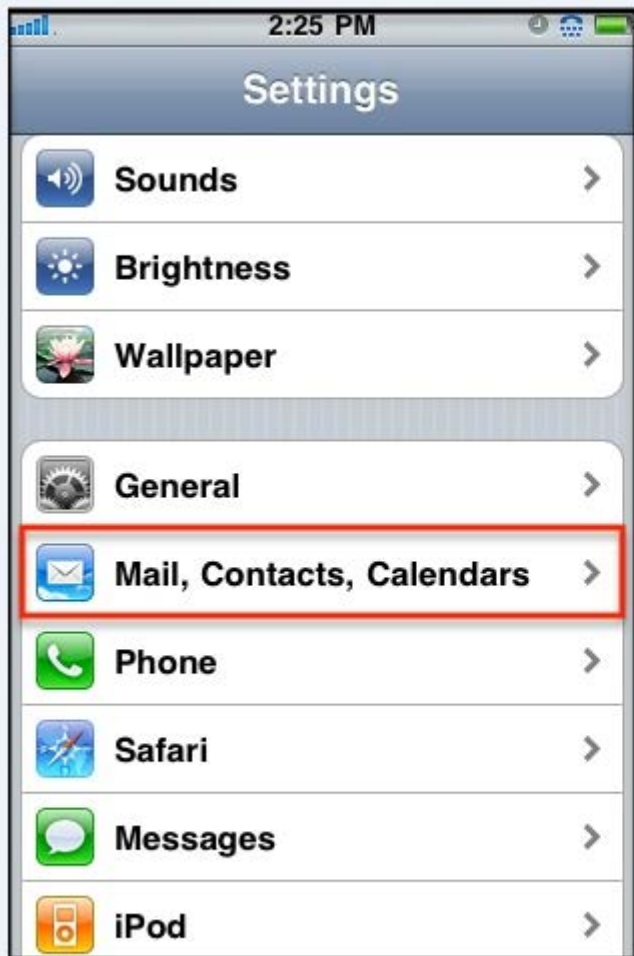 2:25 PM
Settings
Sounds
Brightness
Wallpaper
General
Mail, Contacts, Calendars
Phone
Safari
Messages
iPod